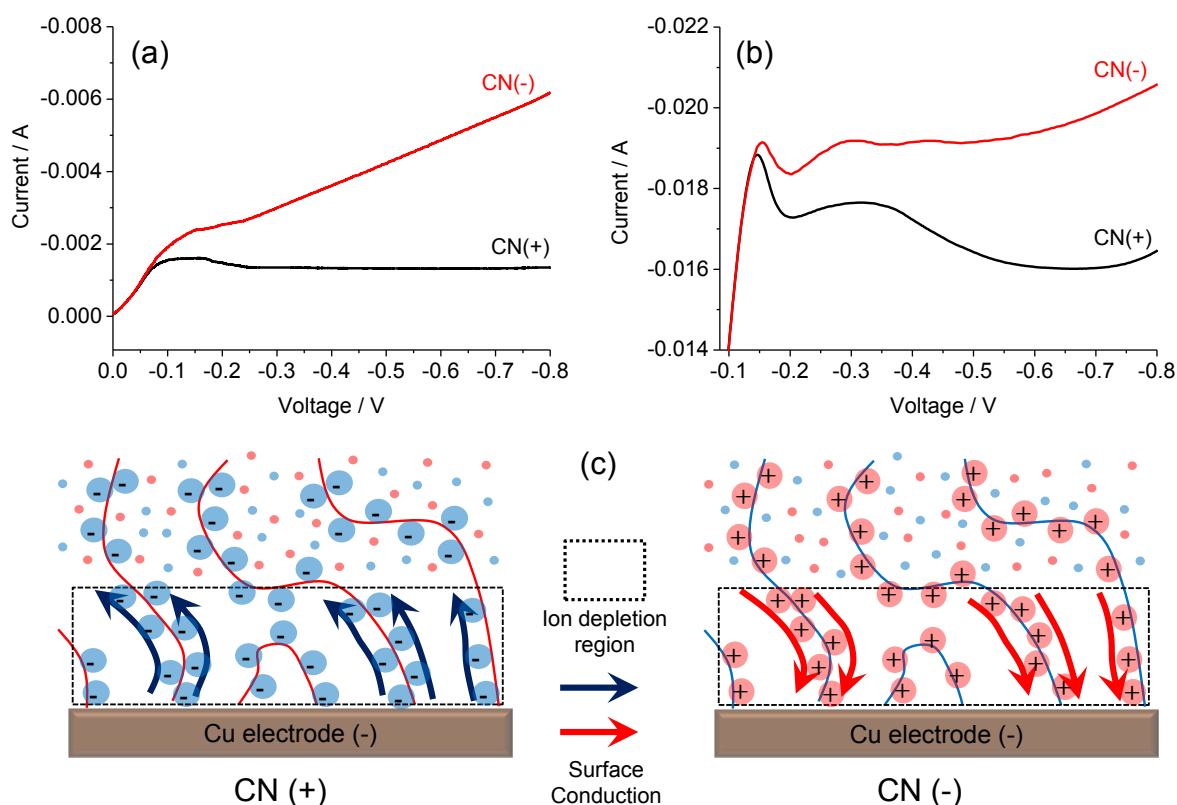 (a)
-0.008
-0.006
-0.004
-0.002
0.000
Current / A
CN(-)
CN(+)
0.0 -0.1 -0.2 -0.3 -0.4 -0.5 -0.6 -0.7 -0.8
Voltage / V
(b)
-0.022
-0.020
-0.018
-0.016
-0.014
Current / A
CN(-)
CN(+)
-0.1 -0.2 -0.3 -0.4 -0.5 -0.6 -0.7 -0.8
Voltage / V
(c)
Ion depletion
region
Surface
Conduction
Cu electrode (-)
CN (+)
Cu electrode (-)
CN (-)